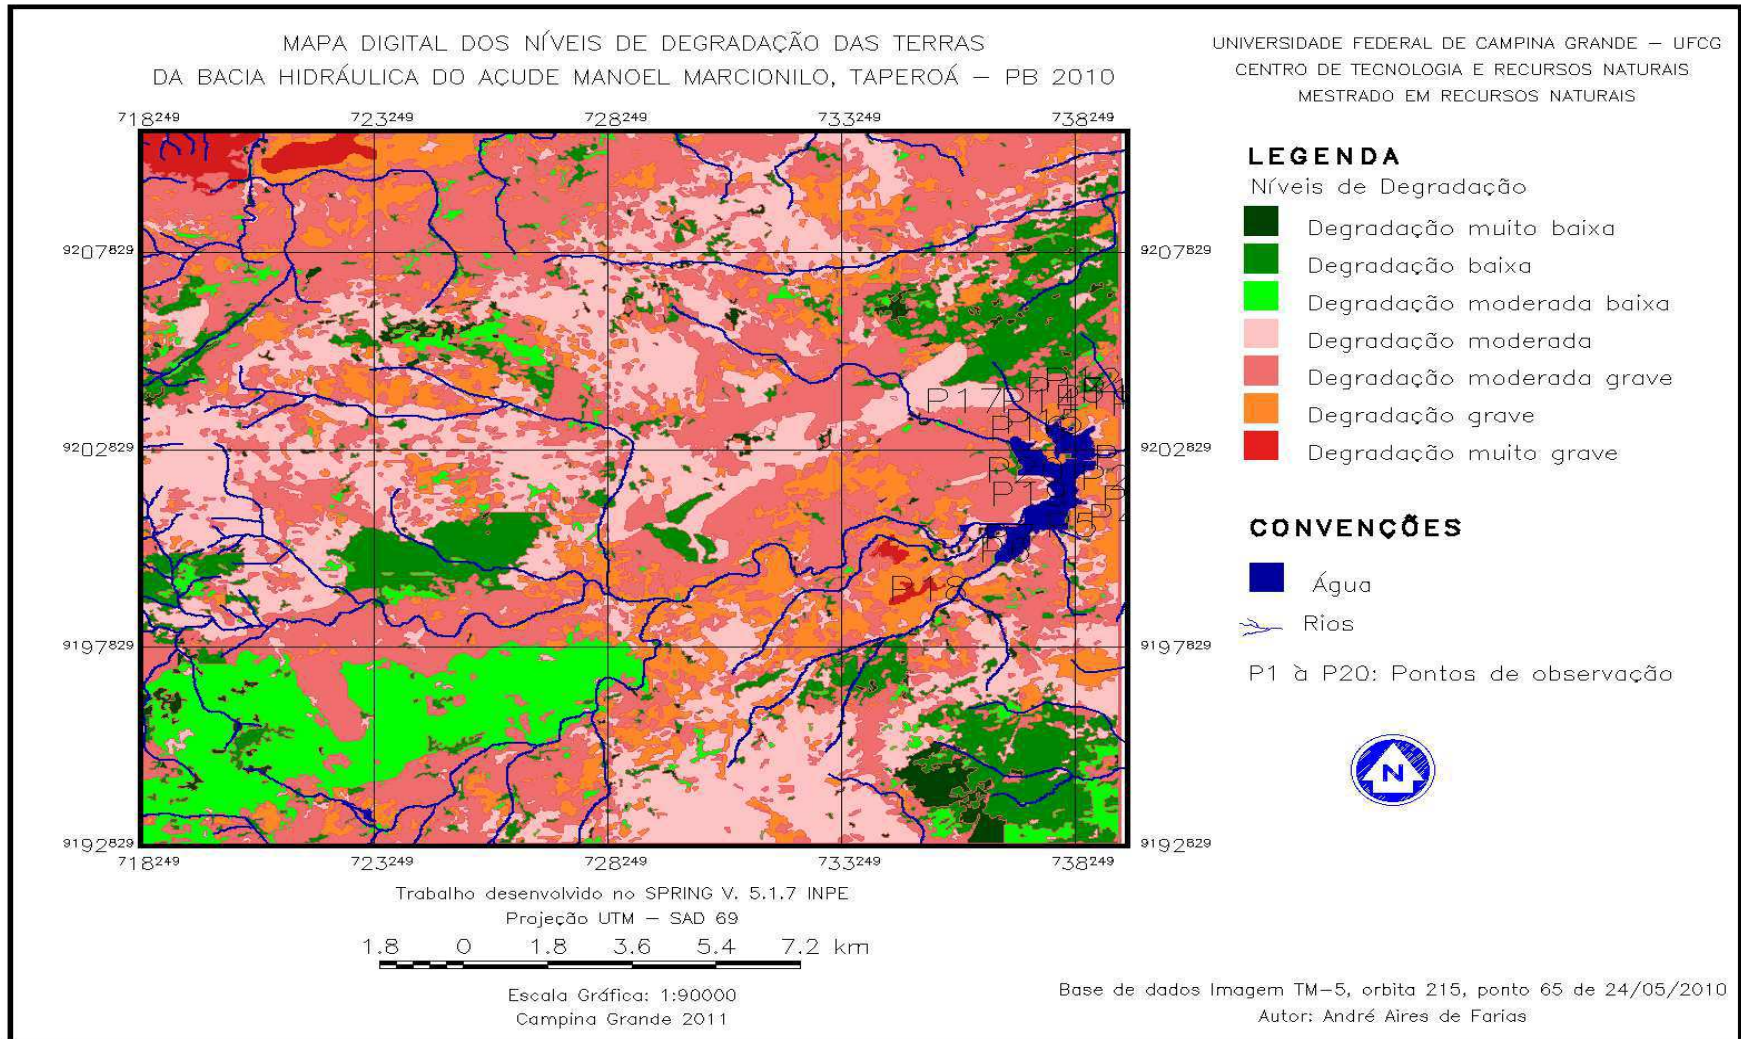 MAPA DIGITAL DOS NÍVEIS DE DEGRADAÇÃO DAS TERRAS
DA BACIA HIDRÁULICA DO AÇUDE MANOEL MARCIONILO, TAPEROÁ – PB 2010
UNIVERSIDADE FEDERAL DE CAMPINA GRANDE – UFCG
CENTRO DE TECNOLOGIA E RECURSOS NATURAIS
MESTRADO EM RECURSOS NATURAIS
718249 723249 728249 733249 738249
9207829 9207829
9202829 9202829
9197829 9197829
9192829 9192829
718249 723249 728249 733249 738249
P17
P18
LEGENDA
Níveis de Degradação
Degradação muito baixa
Degradação baixa
Degradação moderada baixa
Degradação moderada
Degradação moderada grave
Degradação grave
Degradação muito grave
CONVENÇÕES
Água
Rios
P1 à P20: Pontos de observação
N
Trabalho desenvolvido no SPRING V. 5.1.7 INPE
Projeção UTM – SAD 69
1.8 0 1.8 3.6 5.4 7.2 km
Escala Gráfica: 1:90000
Campina Grande 2011
Base de dados Imagem TM–5, orbita 215, ponto 65 de 24/05/2010
Autor: André Aires de Farias